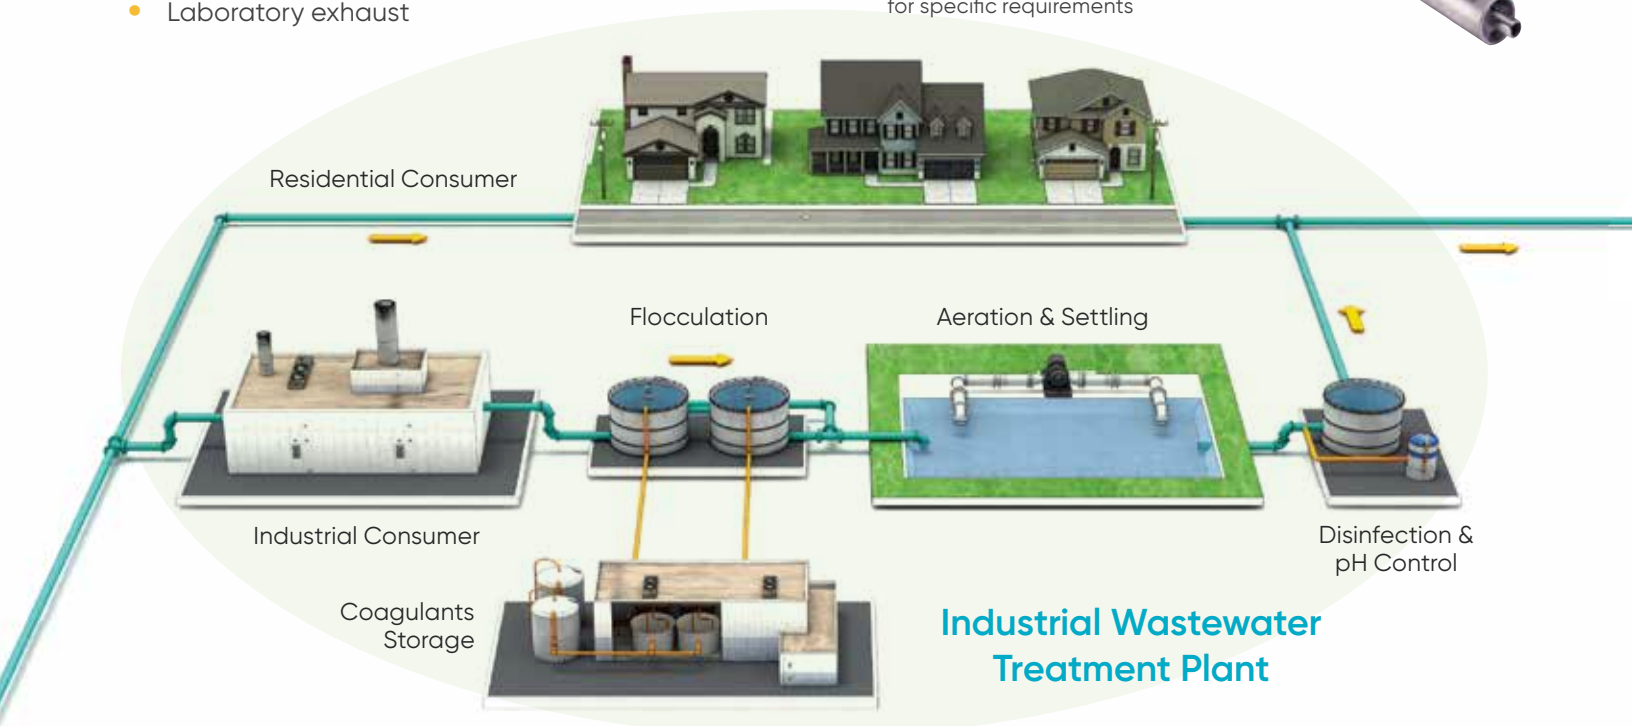 Laboratory exhaust
for specific requirements
Residential Consumer
Flocculation
Aeration & Settling
Industrial Consumer
Disinfection &
pH Control
Coagulants
Storage
Industrial Wastewater
Treatment Plant